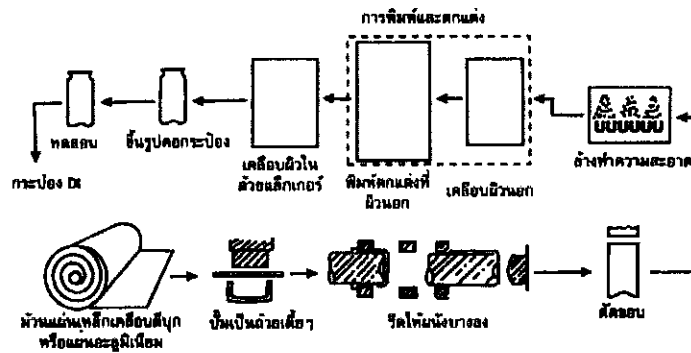 การพิมพ์และตกแต่ง
ทดสอบ
ขึ้นรูปคอกระป๋อง
เคลือบผิวใน
ด้วยแล็กเกอร์
พิมพ์ตกแต่งที่
ผิวนอก
เคลือบผิวนอก
ล้างทำความสะอาด
กระป๋อง DI
ม้วนแผ่นเหล็กเคลือบดีบุก
หรือแผ่นอะลูมิเนียม
ปั๊มเป็นถ้วยเตี้ยๆ
รีดให้ผนังบางลง
ตัดขอบ